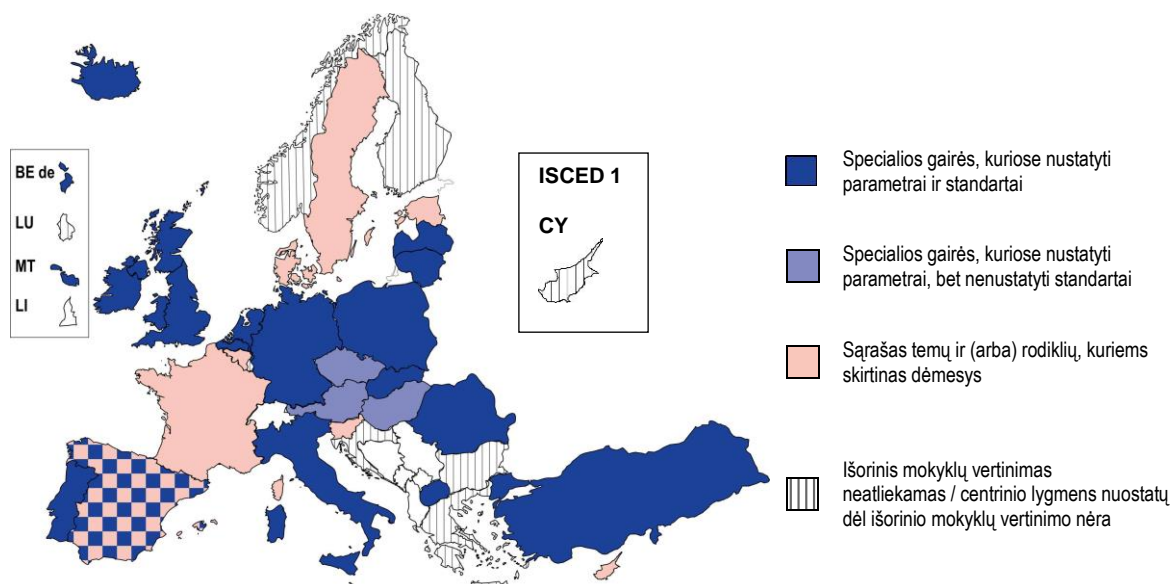 BE de
LU
MT
LI
ISCED 1
CY
Specialios gairės, kuriose nustatyti
parametrai ir standartai
Specialios gairės, kuriose nustatyti
parametrai, bet nenustatyti standartai
Sąrašas temų ir (arba) rodiklių, kuriems
skirtinas dėmesys
Išorinis mokyklų vertinimas
neatliekamas / centrinio lygmens nuostatų
dėl išorinio mokyklų vertinimo nėra